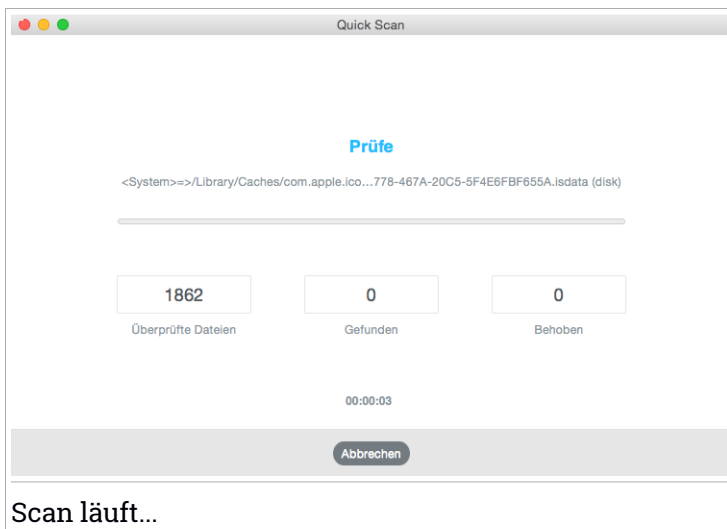 Quick Scan
Prüfe
<System>=>/Library/Caches/com.apple.ico...778-467A-20C5-5F4E6FBF655A.isdata (disk)
1862 0 0
Überprüfte Dateien Gefunden Behoben
00:00:03
Abbrechen
Scan läuft...